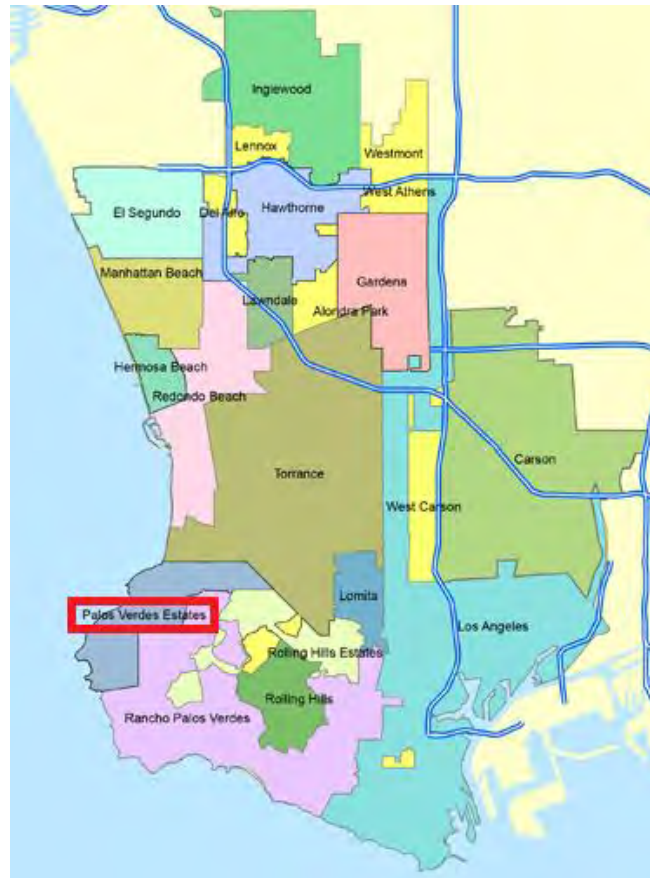 Inglewood
Lennox
Westmont
West Athens
El Segundo
Del Aire
Hawthorne
Manhattan Beach
Gardena
Lawndale
Alondra Park
Hermosa Beach
Redondo Beach
Torrance
Carson
West Carson
Palos Verdes Estates
Lomita
Los Angeles
Rolling Hills Estates
Rolling Hills
Rancho Palos Verdes